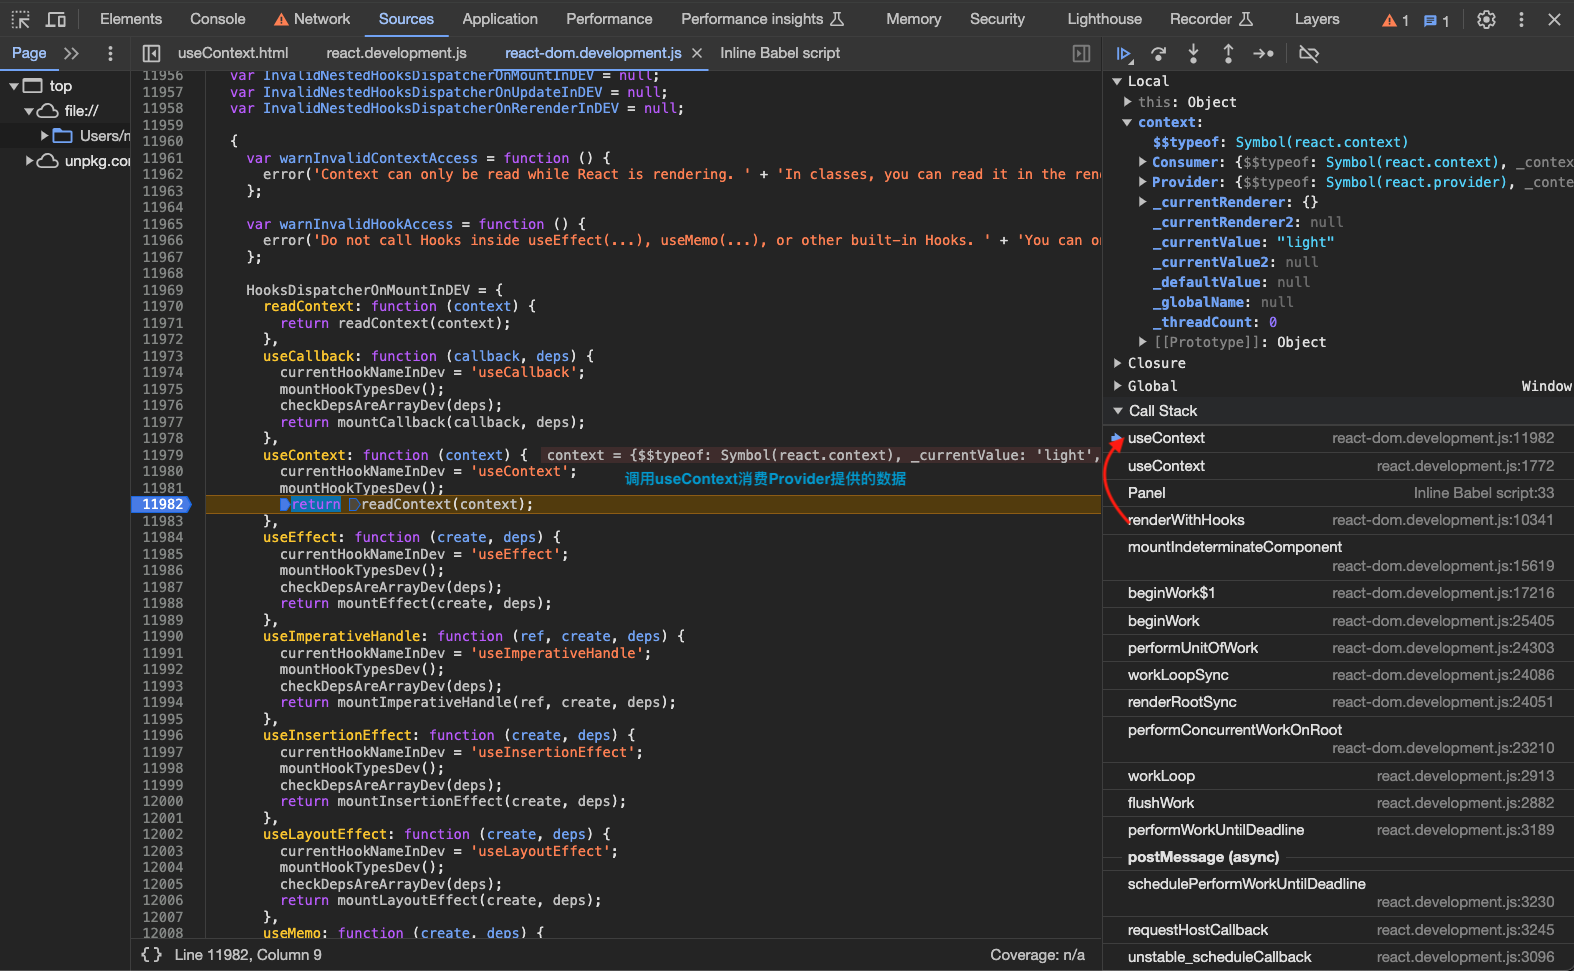 Elements Console Network Sources Application Performance Performance insights Memory Security Lighthouse Recorder Layers 1 1
Page useContext.html react.development.js react-dom.development.js Inline Babel script
top
file://
Users/
unpkg.co
11956 var InvalidNestedHooksDispatcherOnMountInDEV = null;
11957 var InvalidNestedHooksDispatcherOnUpdateInDEV = null;
11958 var InvalidNestedHooksDispatcherOnRerenderInDEV = null;
11959
11960 {
11961 var warnInvalidContextAccess = function () {
11962 error('Context can only be read while React is rendering. ' + 'In classes, you can read it in the ren
11963 };
11964
11965 var warnInvalidHookAccess = function () {
11966 error('Do not call Hooks inside useEffect(...), useMemo(...), or other built-in Hooks. ' + 'You can o
11967 };
11968
11969 HooksDispatcherOnMountInDEV = {
11970 readContext: function (context) {
11971 return readContext(context);
11972 },
11973 useCallback: function (callback, deps) {
11974 currentHookNameInDev = 'useCallback';
11975 mountHookTypesDev();
11976 checkDepsAreArrayDev(deps);
11977 return mountCallback(callback, deps);
11978 },
11979 useContext: function (context) { context = {$$typeof: Symbol(react.context), _currentValue: 'light',
11980 currentHookNameInDev = 'useContext';
11981 mountHookTypesDev();
调用useContext消费Provider提供的数据
11982 return readContext(context);
11983 },
11984 useEffect: function (create, deps) {
11985 currentHookNameInDev = 'useEffect';
11986 mountHookTypesDev();
11987 checkDepsAreArrayDev(deps);
11988 return mountEffect(create, deps);
11989 },
11990 useImperativeHandle: function (ref, create, deps) {
11991 currentHookNameInDev = 'useImperativeHandle';
11992 mountHookTypesDev();
11993 checkDepsAreArrayDev(deps);
11994 return mountImperativeHandle(ref, create, deps);
11995 },
11996 useInsertionEffect: function (create, deps) {
11997 currentHookNameInDev = 'useInsertionEffect';
11998 mountHookTypesDev();
11999 checkDepsAreArrayDev(deps);
12000 return mountInsertionEffect(create, deps);
12001 },
12002 useLayoutEffect: function (create, deps) {
12003 currentHookNameInDev = 'useLayoutEffect';
12004 mountHookTypesDev();
12005 checkDepsAreArrayDev(deps);
12006 return mountLayoutEffect(create, deps);
12007 },
12008 useMemo: function (create, deps) {
{} Line 11982, Column 9 Coverage: n/a
Local
this: Object
context:
$$typeof: Symbol(react.context)
Consumer: {$$typeof: Symbol(react.context), _contex
Provider: {$$typeof: Symbol(react.provider), _conte
_currentRenderer: {}
_currentRenderer2: null
_currentValue: "light"
_currentValue2: null
_defaultValue: null
_globalName: null
_threadCount: 0
[[Prototype]]: Object
Closure
Global Window
Call Stack
useContext react-dom.development.js:11982
useContext react.development.js:1772
Panel Inline Babel script:33
renderWithHooks react-dom.development.js:10341
mountIndeterminateComponent
react-dom.development.js:15619
beginWork$1 react-dom.development.js:17216
beginWork react-dom.development.js:25405
performUnitOfWork react-dom.development.js:24303
workLoopSync react-dom.development.js:24086
renderRootSync react-dom.development.js:24051
performConcurrentWorkOnRoot
react-dom.development.js:23210
workLoop react.development.js:2913
flushWork react.development.js:2882
performWorkUntilDeadline react.development.js:3189
postMessage (async)
schedulePerformWorkUntilDeadline
react.development.js:3230
requestHostCallback react.development.js:3245
unstable_scheduleCallback react.development.js:3096